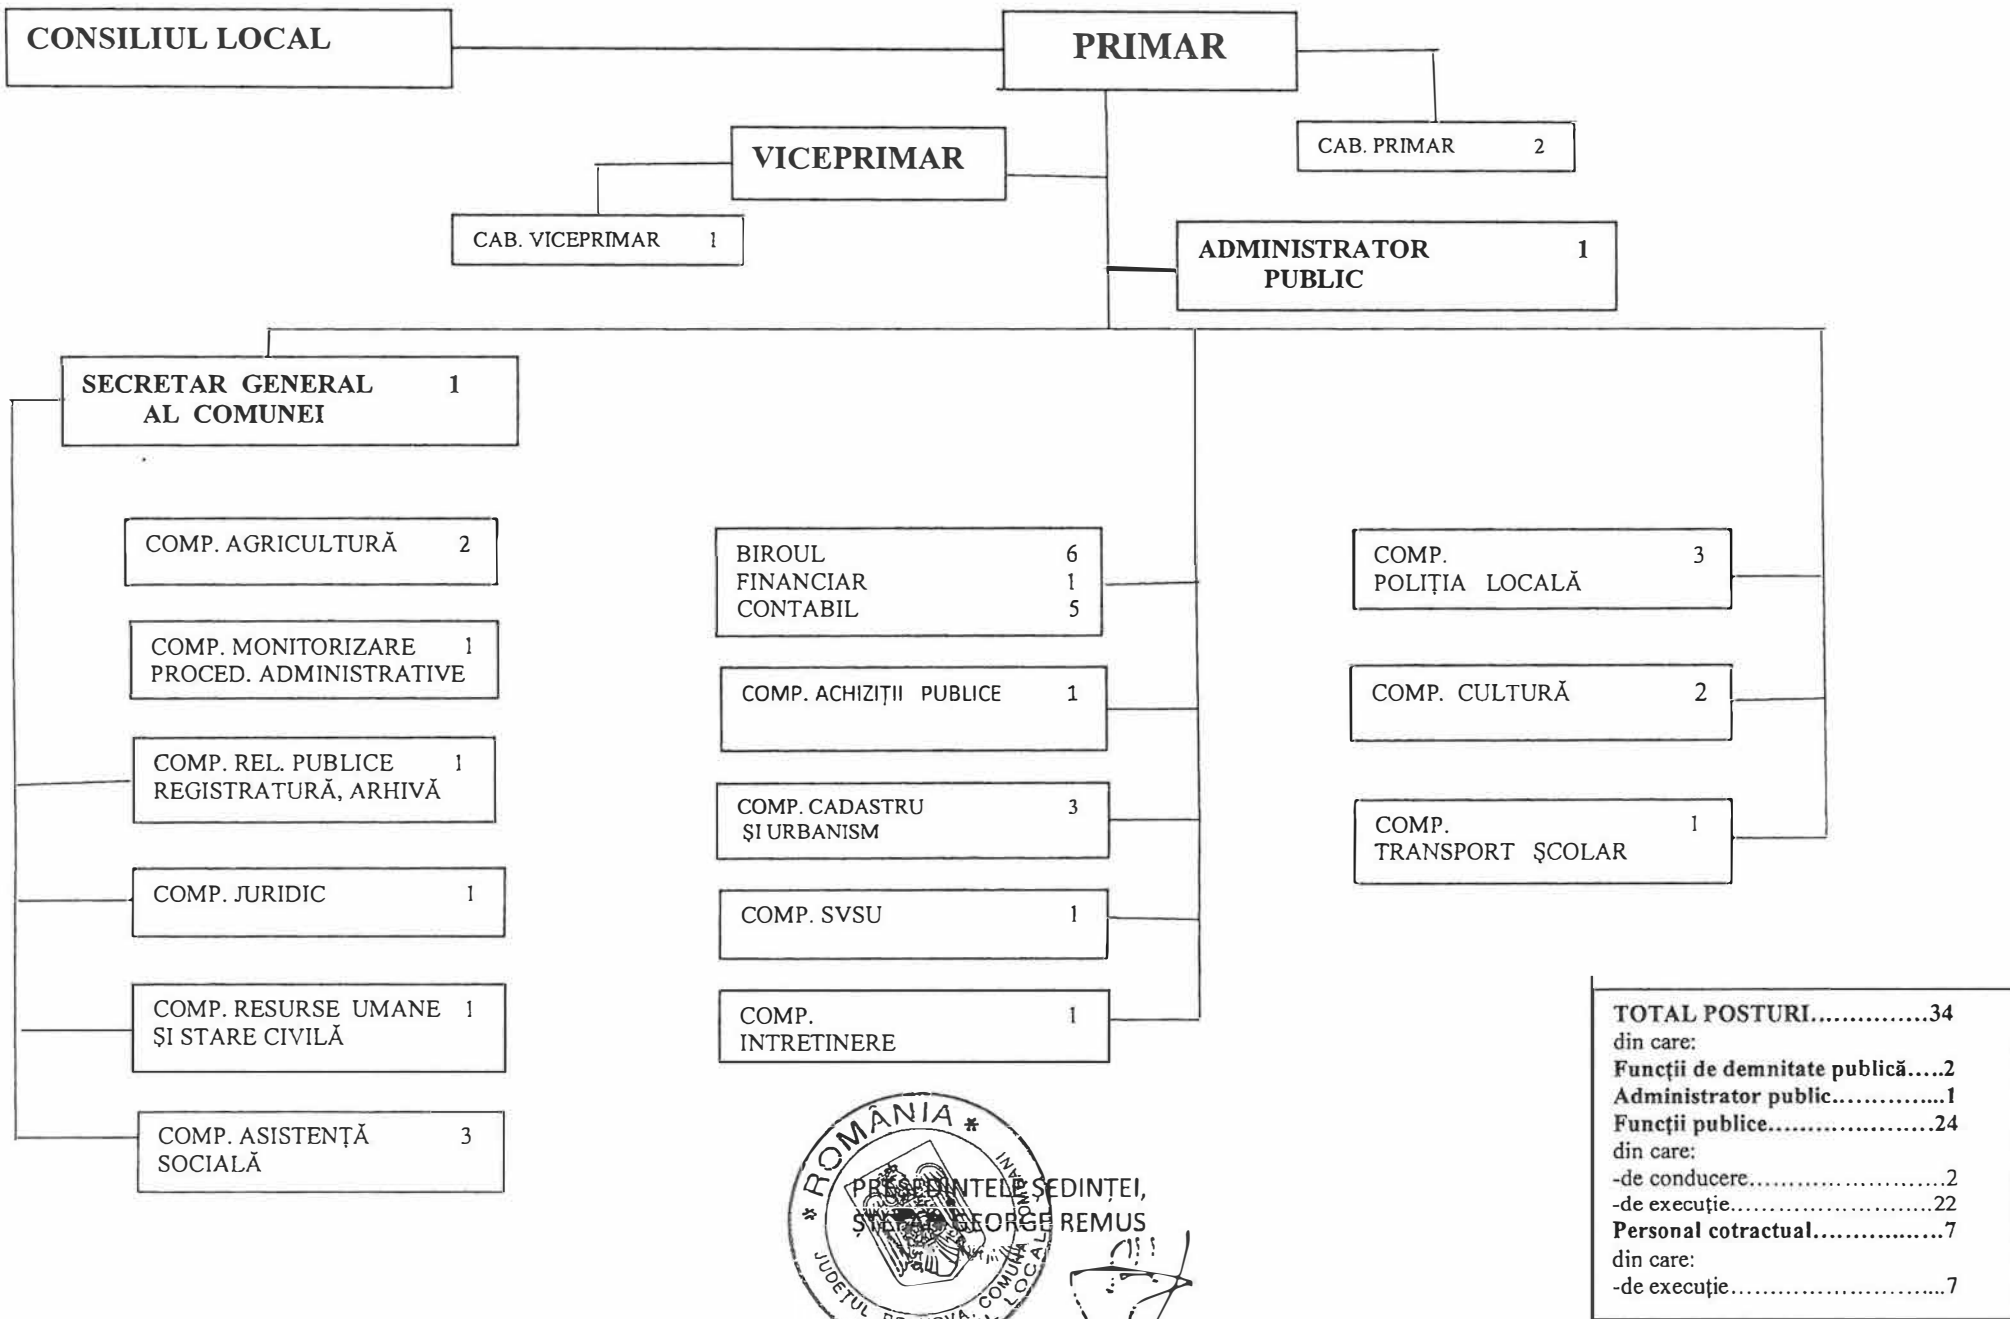 CONSILIUL LOCAL
PRIMAR
CAB. PRIMAR 2
VICEPRIMAR
CAB. VICEPRIMAR 1
ADMINISTRATOR 1
PUBLIC
SECRETAR GENERAL 1
AL COMUNEI
COMP. AGRICULTURĂ 2
COMP. MONITORIZARE 1
PROCED. ADMINISTRATIVE
COMP. REL. PUBLICE 1
REGISTRATURĂ, ARHIVĂ
COMP. JURIDIC 1
COMP. RESURSE UMANE 1
ȘI STARE CIVILĂ
COMP. ASISTENȚĂ 3
SOCIALĂ
BIROUL 6
FINANCIAR 1
CONTABIL 5
COMP. ACHIZIȚII PUBLICE 1
COMP. CADASTRU 3
ȘI URBANISM
COMP. SVSU 1
COMP. 1
INTRETINERE
COMP. 3
POLIȚIA LOCALĂ
COMP. CULTURĂ 2
COMP. 1
TRANSPORT ȘCOLAR
* ROMÂNIA *
JUDEȚUL
COMUNA
LOCAL
PREȘEDINTELE ȘEDINȚEI,
GEORGE REMUS
TOTAL POSTURI..............34
din care:
Funcții de demnitate publică.....2
Administrator public..............1
Funcții publice.....................24
din care:
-de conducere........................2
-de execuție.........................22
Personal cotractual................7
din care:
-de execuție..........................7